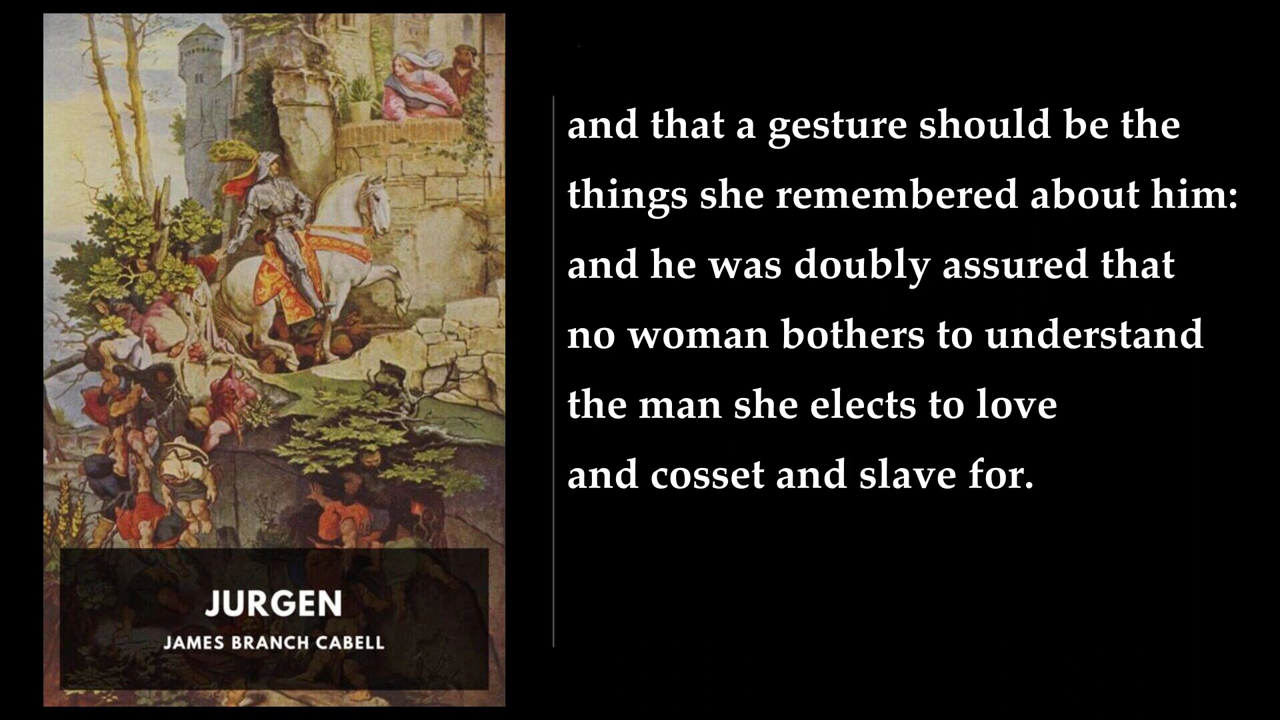 JURGEN
JAMES BRANCH CABELL
and that a gesture should be the
things she remembered about him:
and he was doubly assured that
no woman bothers to understand
the man she elects to love
and cosset and slave for.